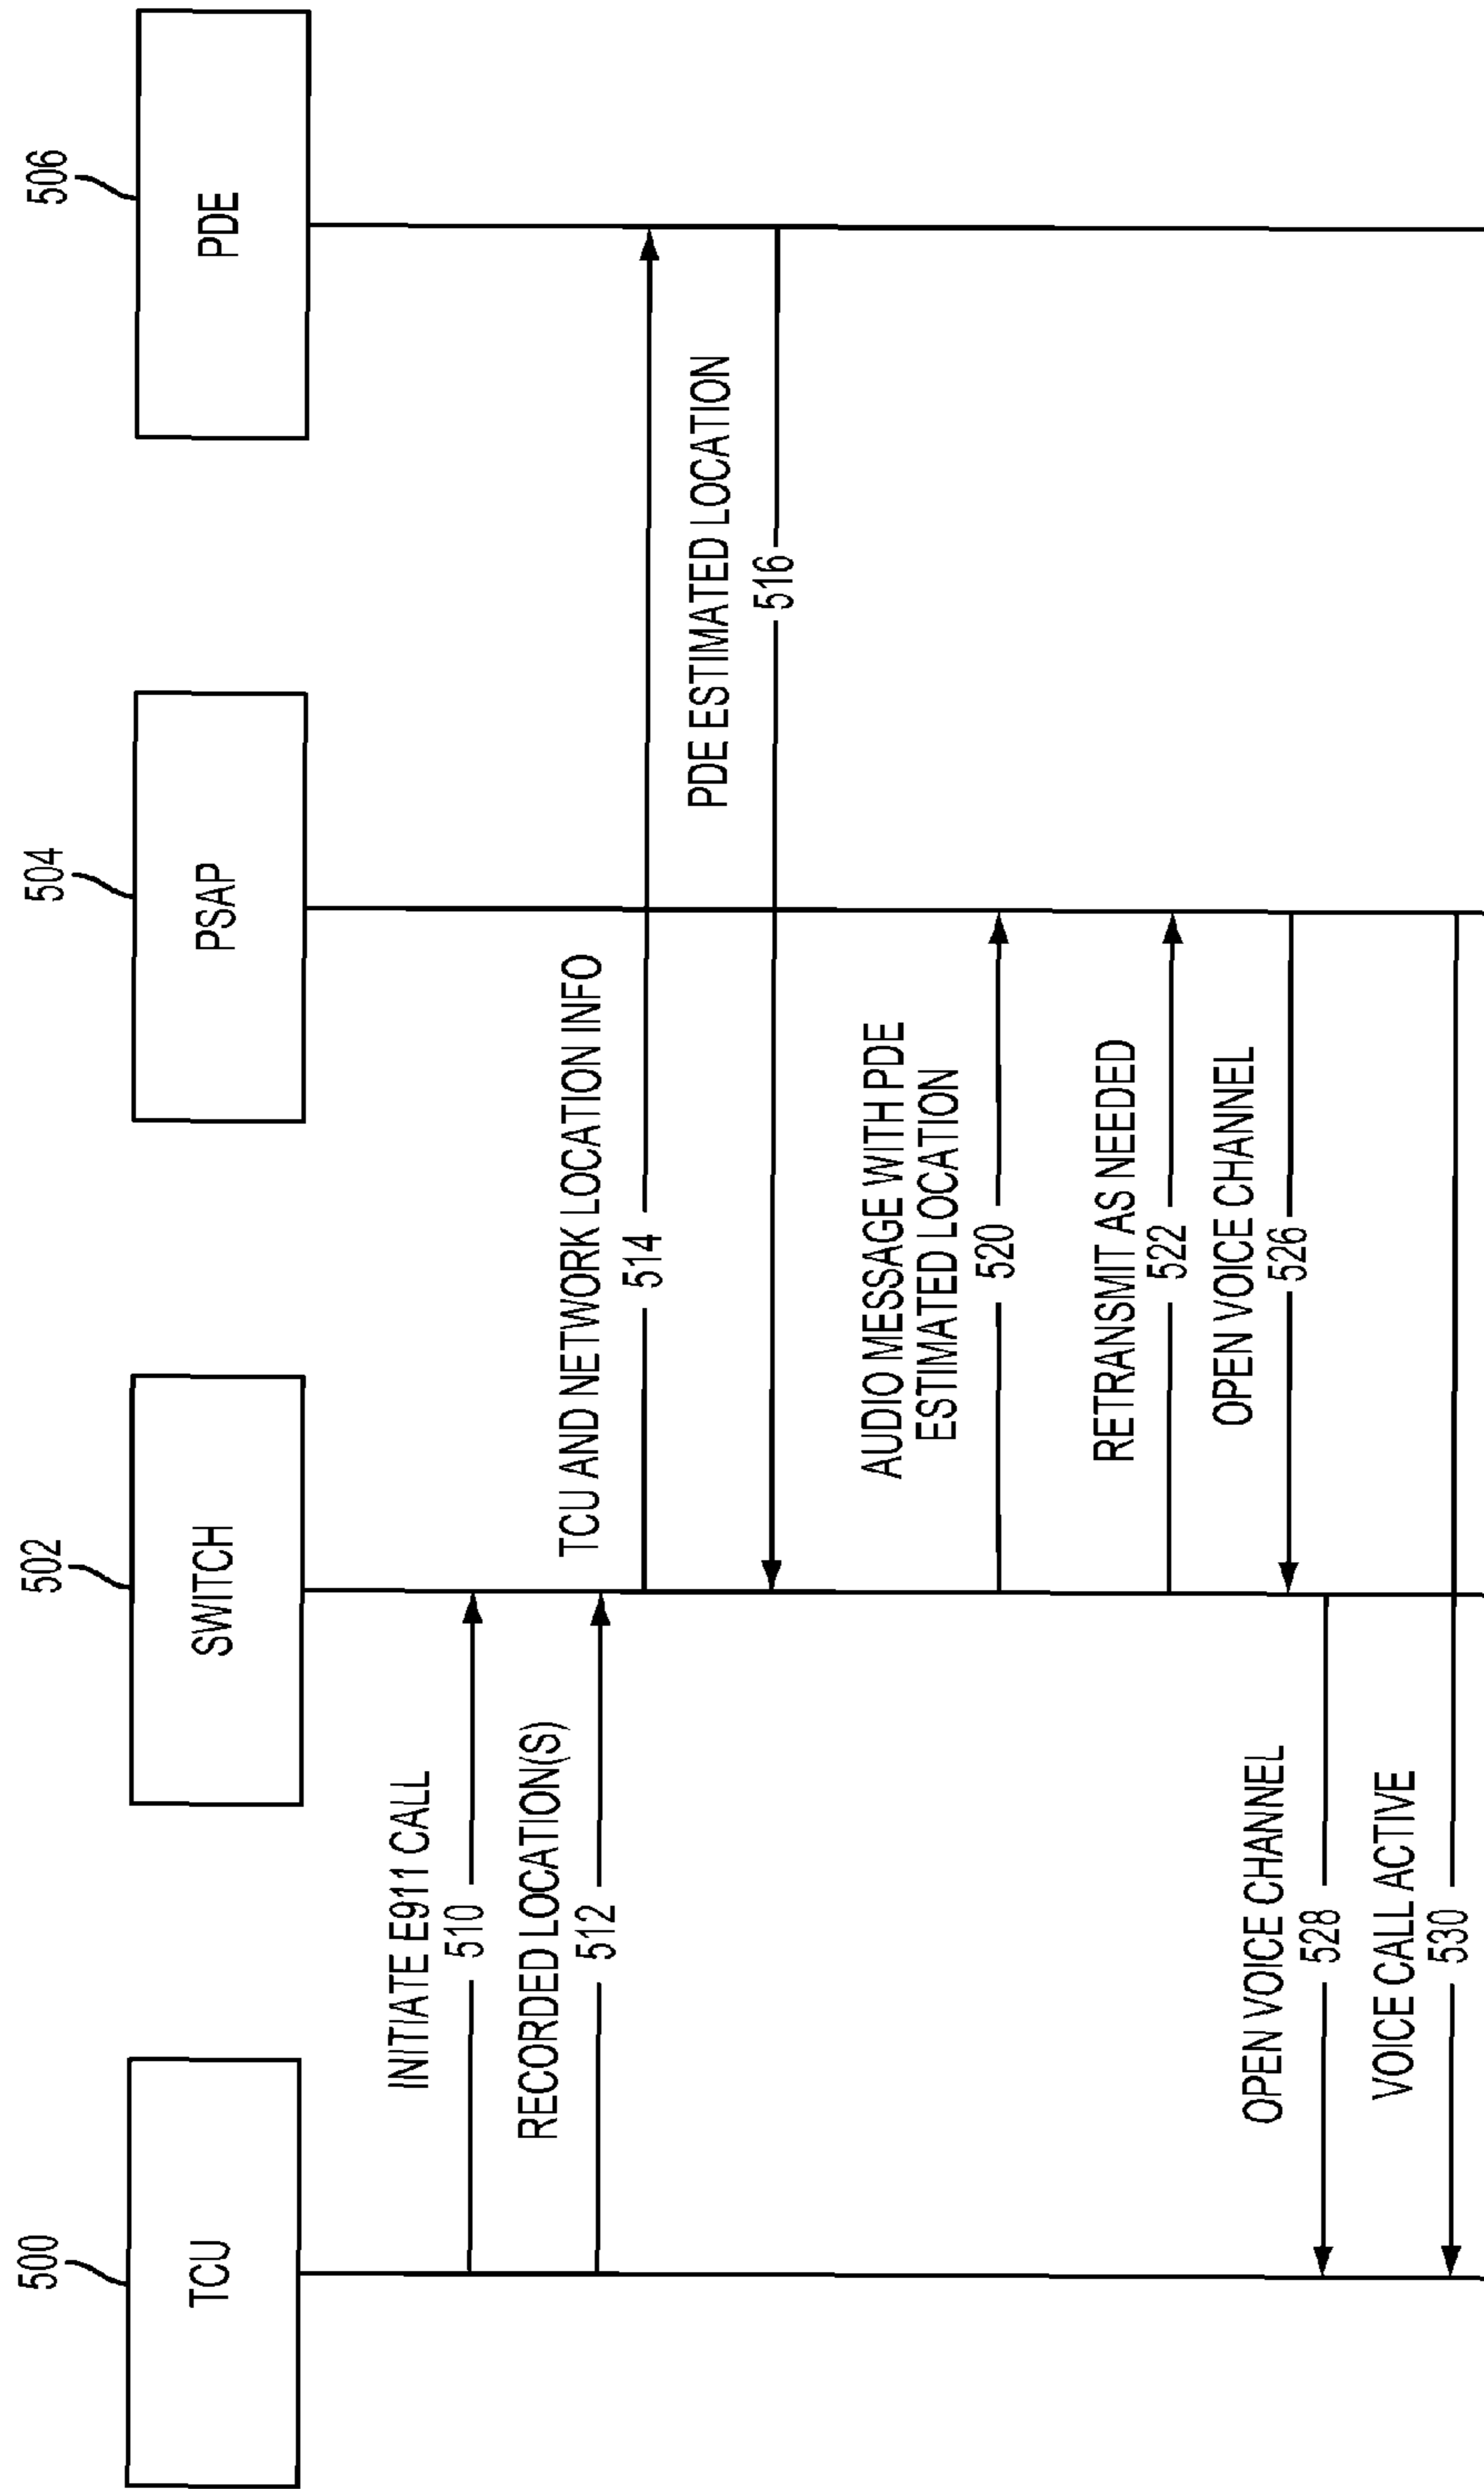 500
TCU
502
SWITCH
504
PSAP
506
PDE
INITIATE E911 CALL
510
RECORDED LOCATION(S)
512
TCU AND NETWORK LOCATION INFO
514
PDE ESTIMATED LOCATION
516
AUDIO MESSAGE WITH PDE
ESTIMATED LOCATION
520
RETRANSMIT AS NEEDED
522
OPEN VOICE CHANNEL
526
OPEN VOICE CHANNEL
528
VOICE CALL ACTIVE
530